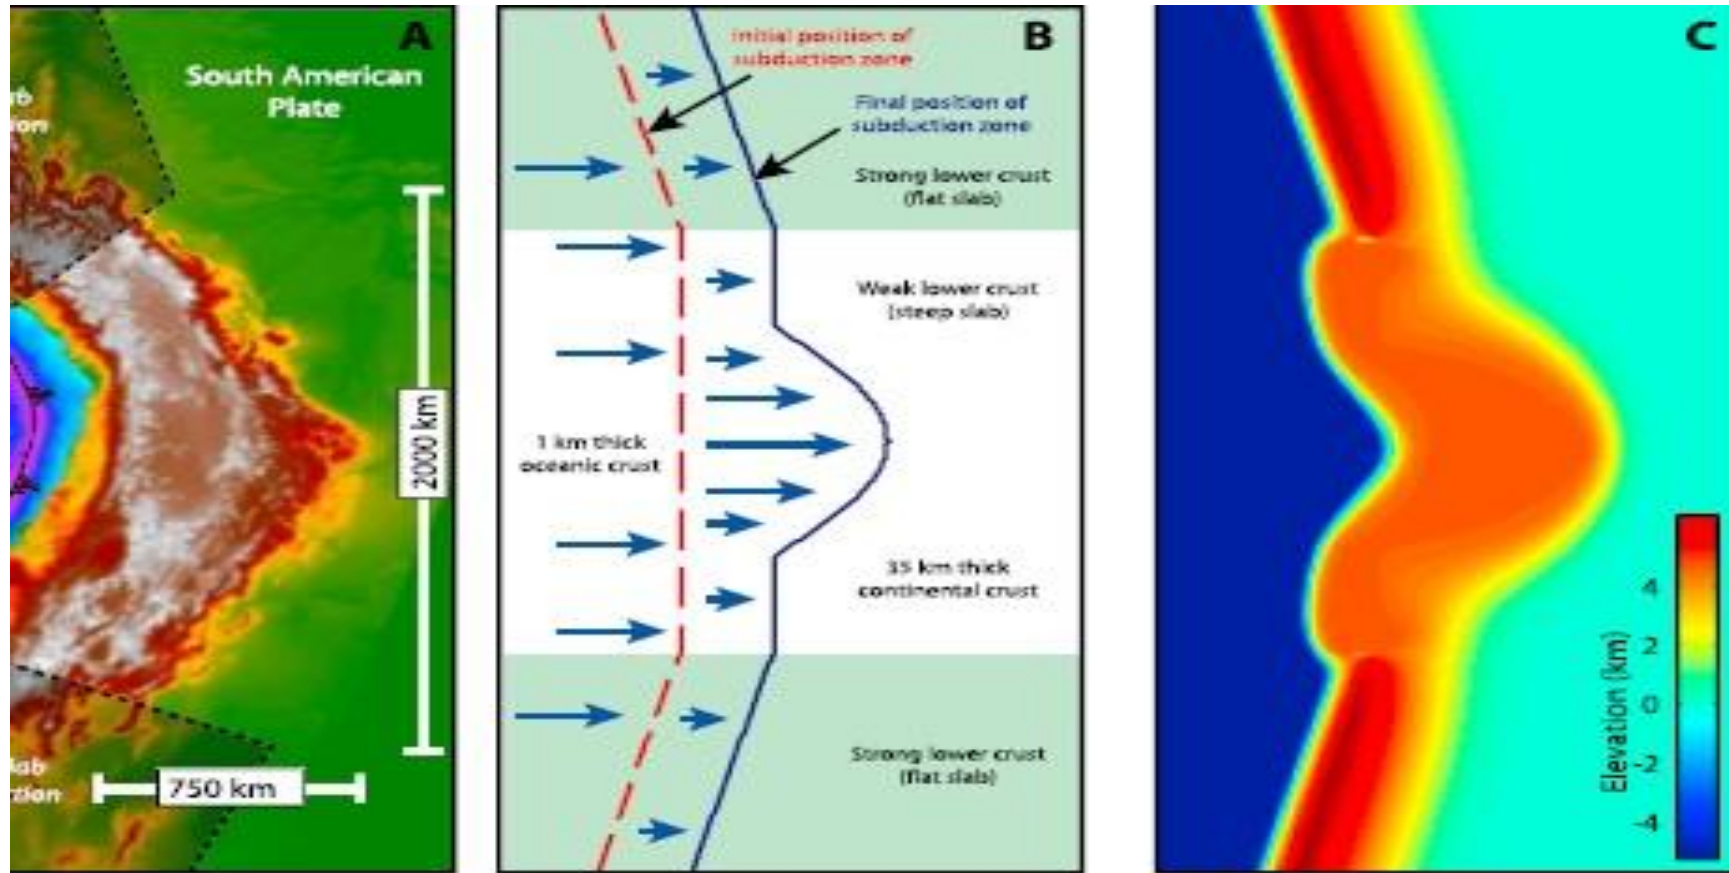 A
South American
Plate
2000 km
750 km
B
Initial position of
subduction zone
Final position of
subduction zone
Strong lower crust
(flat slab)
Weak lower crust
(steep slab)
1 km thick
oceanic crust
35 km thick
continental crust
Strong lower crust
(flat slab)
C
Elevation (km)
4
2
0
-2
-4